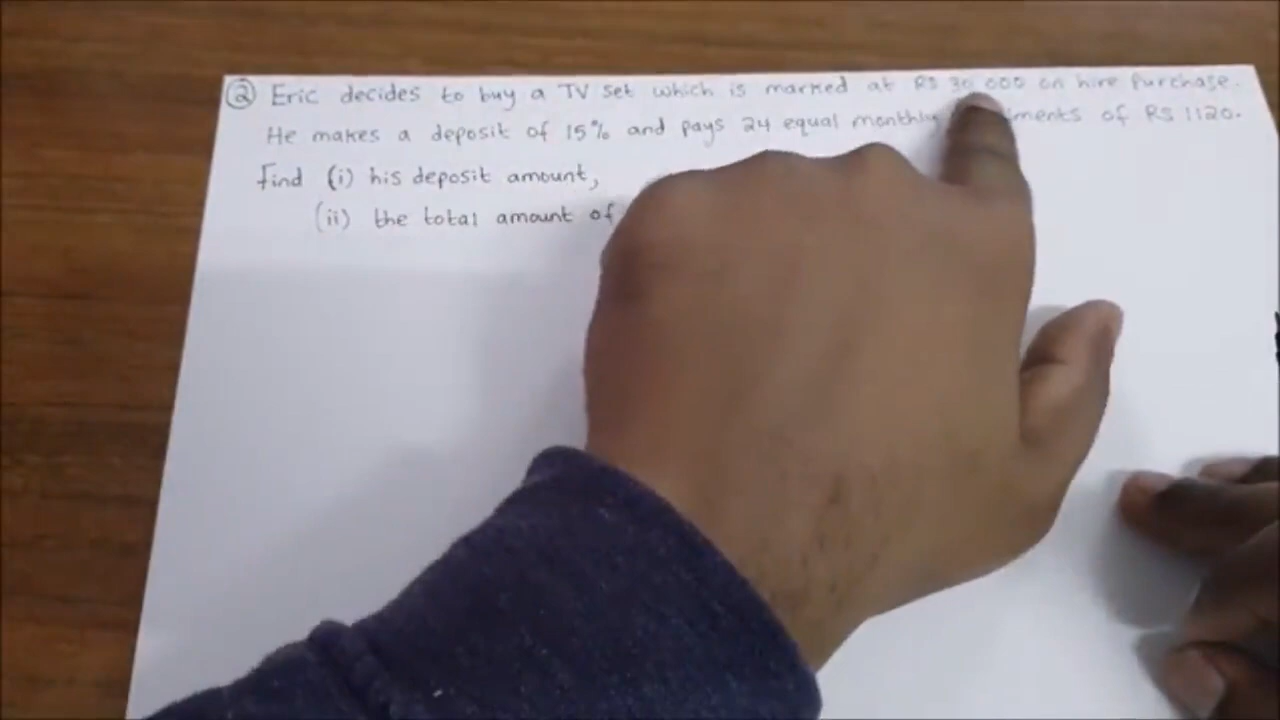 ② Eric decides to buy a TV set which is marked at Rs 30 000 on hire purchase.
He makes a deposit of 15% and pays 24 equal monthly lments of Rs 1120.
find (i) his deposit amount,
(ii) the total amount of